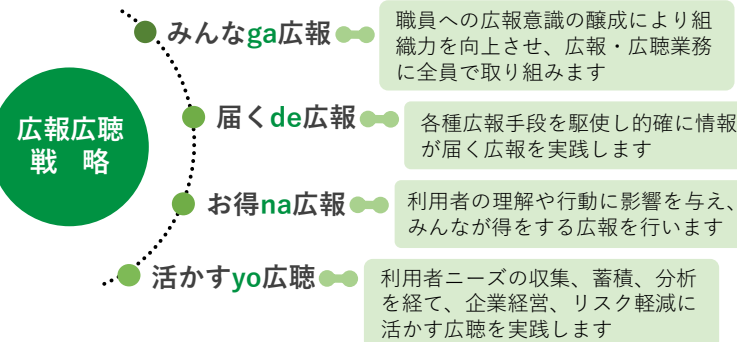 広報広聴
戦　略
みんなga広報
職員への広報意識の醸成により組
織力を向上させ、広報・広聴業務
に全員で取り組みます
届くde広報
各種広報手段を駆使し的確に情報
が届く広報を実践します
お得na広報
利用者の理解や行動に影響を与え、
みんなが得をする広報を行います
活かすyo広聴
利用者ニーズの収集、蓄積、分析
を経て、企業経営、リスク軽減に
活かす広聴を実践します